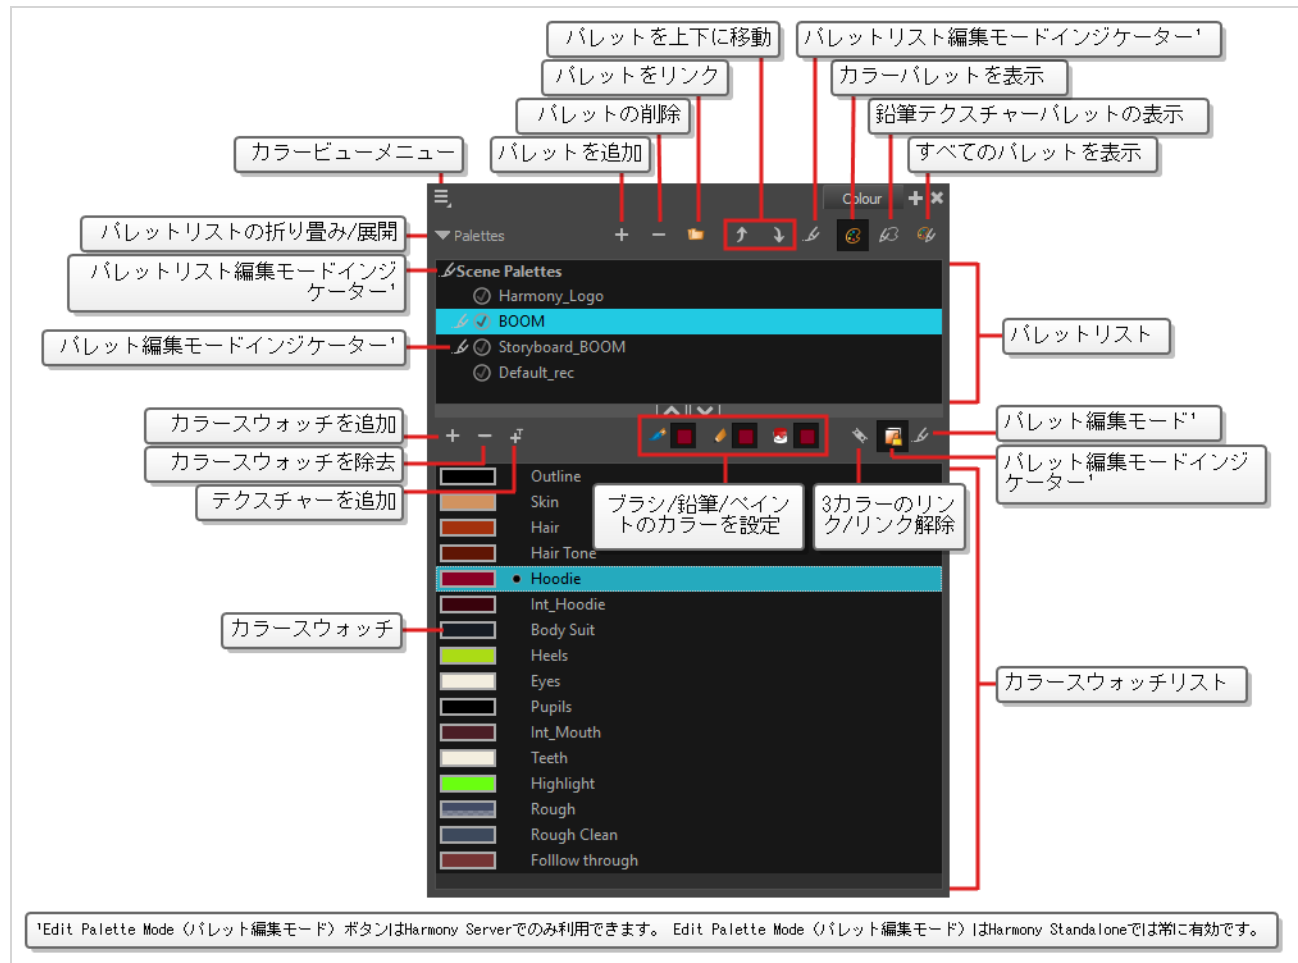 パレットを上下に移動
パレットリスト編集モードインジケーター¹
パレットをリンク
カラーパレットを表示
パレットの削除
鉛筆テクスチャーパレットの表示
カラービューメニュー
パレットを追加
すべてのパレットを表示
Colour
パレットリストの折り畳み/展開
Palettes
パレットリスト編集モードインジ
ケーター¹
Scene Palettes
Harmony_Logo
BOOM
パレットリスト
パレット編集モードインジケーター¹
Storyboard_BOOM
Default_rec
カラースウォッチを追加
パレット編集モード¹
カラースウォッチを除去
パレット編集モードインジ
ケーター¹
テクスチャーを追加
Outline
Skin
ブラシ/鉛筆/ペイン
トのカラーを設定
3カラーのリン
ク/リンク解除
Hair
Hair Tone
Hoodie
Int_Hoodie
カラースウォッチ
Body Suit
Heels
Eyes
カラースウォッチリスト
Pupils
Int_Mouth
Teeth
Highlight
Rough
Rough Clean
Folllow through
¹Edit Palette Mode（パレット編集モード）ボタンはHarmony Serverでのみ利用できます。 Edit Palette Mode（パレット編集モード）はHarmony Standaloneでは常に有効です。